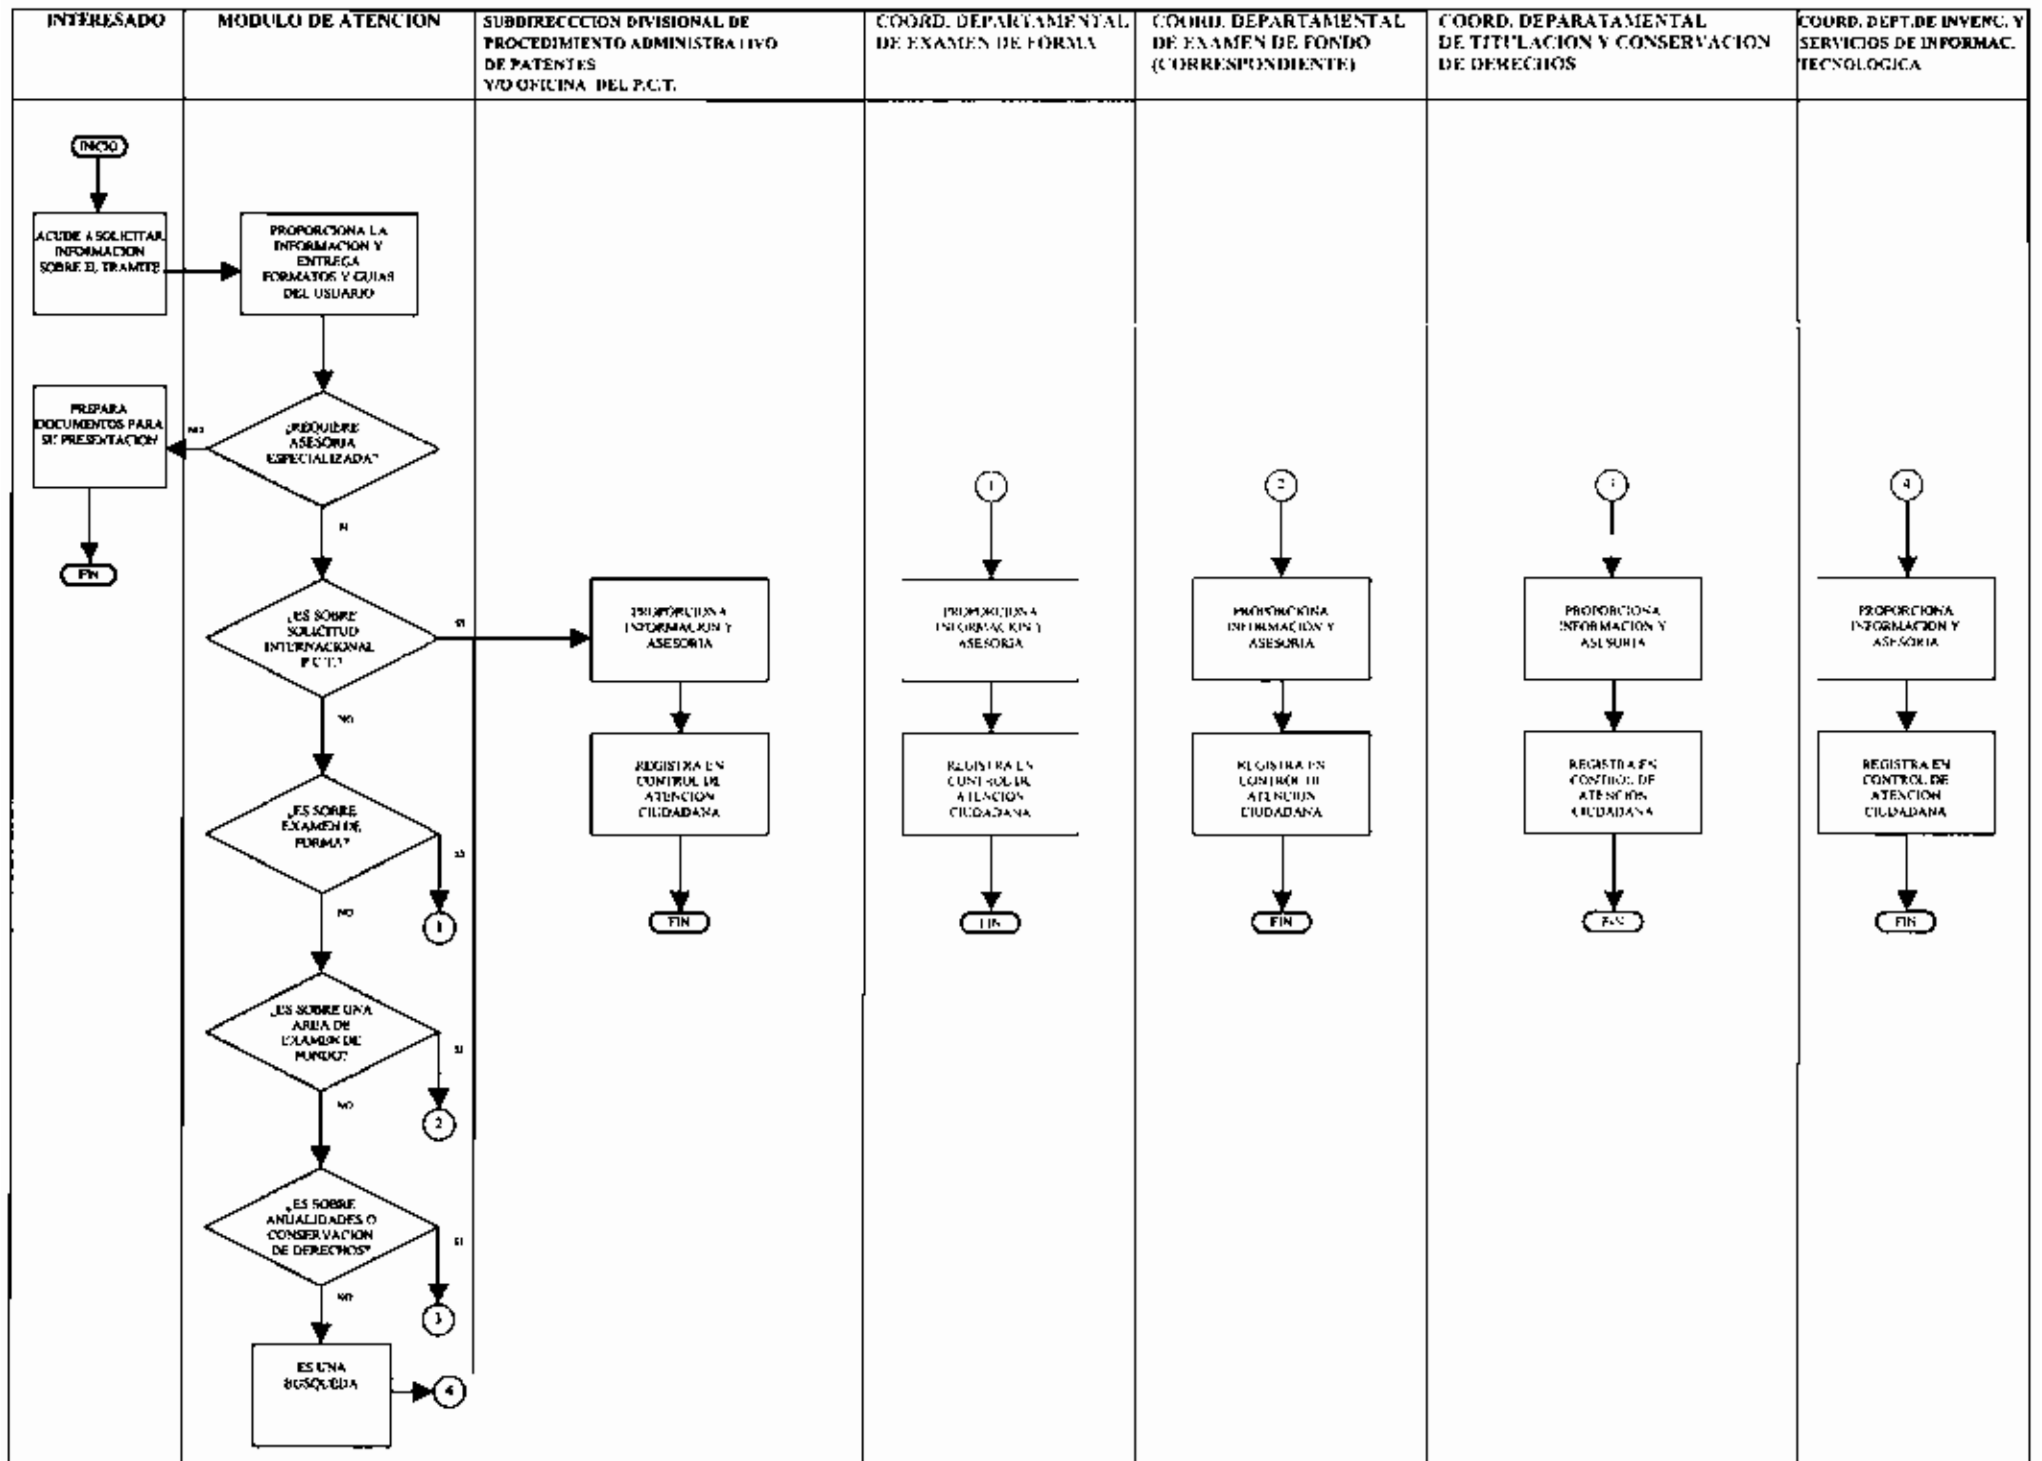 INTERESADO
MODULO DE ATENCION
SUBDIRECCCION DIVISIONAL DE
PROCEDIMIENTO ADMINISTRATIVO
DE PATENTES
Y/O OFICINA DEL P.C.T.
COORD. DEPARTAMENTAL
DE EXAMEN DE FORMA
COORD. DEPARTAMENTAL
DE EXAMEN DE FONDO
(CORRESPONDIENTE)
COORD. DEPARATAMENTAL
DE TITULACION Y CONSERVACION
DE DERECHOS
COORD. DEPT.DE INVENC. Y
SERVICIOS DE INFORMAC.
TECNOLOGICA
INICIO
ACUDE A SOLICITAR
INFORMACION
SOBRE EL TRAMITE
PROPORCIONA LA
INFORMACION Y
ENTREGA
FORMATOS Y GUIAS
DEL USUARIO
PREPARA
DOCUMENTOS PARA
SU PRESENTACION
NO
¿REQUIERE
ASESORIA
ESPECIALIZADA?
FIN
SI
1
2
3
4
¿ES SOBRE
SOLICITUD
INTERNACIONAL
P.C.T.?
SI
PROPORCIONA
INFORMACION Y
ASESORIA
PROPORCIONA
INFORMACION Y
ASESORIA
PROPORCIONA
INFORMACION Y
ASESORIA
PROPORCIONA
INFORMACION Y
ASESORIA
PROPORCIONA
INFORMACION Y
ASESORIA
NO
REGISTRA EN
CONTROL DE
ATENCION
CIUDADANA
REGISTRA EN
CONTROL DE
ATENCION
CIUDADANA
REGISTRA EN
CONTROL DE
ATENCION
CIUDADANA
REGISTRA EN
CONTROL DE
ATENCION
CIUDADANA
REGISTRA EN
CONTROL DE
ATENCION
CIUDADANA
FIN
FIN
FIN
FIN
FIN
¿ES SOBRE
EXAMEN DE
FORMA?
SI
1
NO
¿ES SOBRE UNA
AREA DE
EXAMEN DE
FONDO?
SI
2
NO
¿ES SOBRE
ANUALIDADES O
CONSERVACION
DE DERECHOS?
SI
3
NO
ES UNA
BUSQUEDA
4